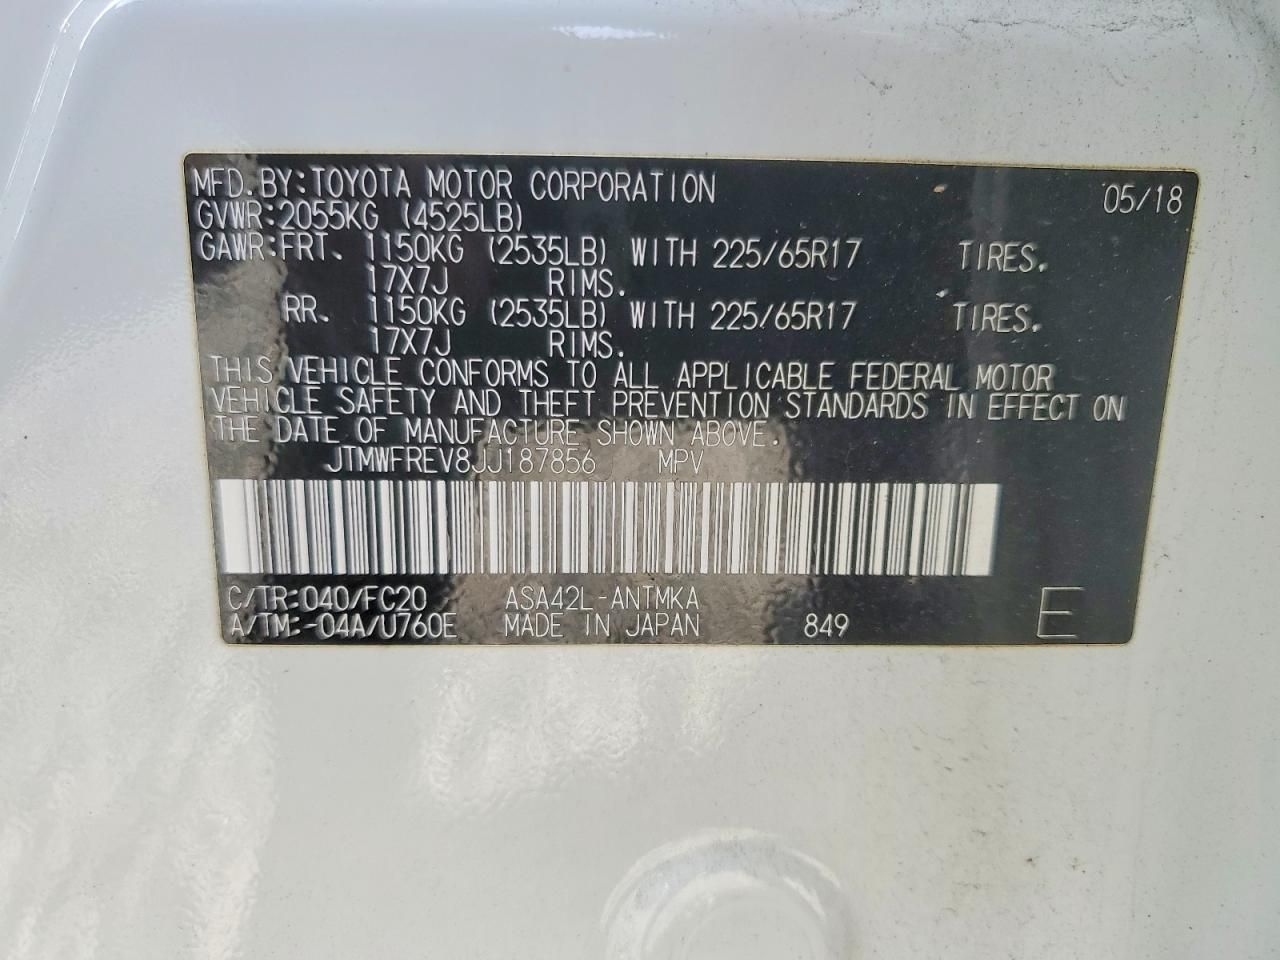 MFD. BY: TOYOTA MOTOR CORPORATION 05/18
GVWR: 2055KG (4525LB)
GAWR: FRT. 1150KG (2535LB) WITH 225/65R17 TIRES.
17X7J RIMS.
RR. 1150KG (2535LB) WITH 225/65R17 TIRES.
17X7J RIMS.
THIS VEHICLE CONFORMS TO ALL APPLICABLE FEDERAL MOTOR
VEHICLE SAFETY AND THEFT PREVENTION STANDARDS IN EFFECT ON
THE DATE OF MANUFACTURE SHOWN ABOVE.
JTMWFREV8JJ187856 MPV
C/TR: 040/FC20 ASA42L-ANTMKA
A/TM: -04A/U760E MADE IN JAPAN 849 E